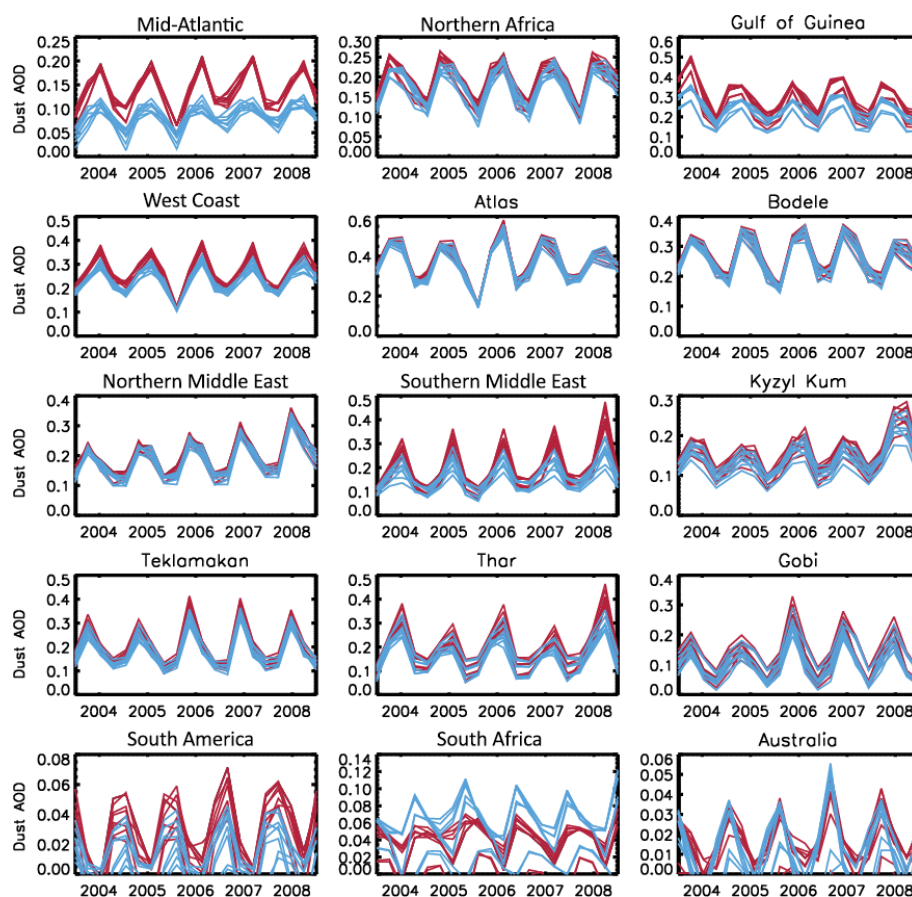 Mid-Atlantic Northern Africa Gulf of Guinea
0.25 0.30 0.6
0.20 0.25 0.5
0.15 0.20 0.4
0.10 0.15 0.3
0.05 0.10 0.2
0.00 0.05 0.1
0.00 0.0
Dust AOD
2004 2005 2006 2007 2008 2004 2005 2006 2007 2008 2004 2005 2006 2007 2008
West Coast Atlas Bodele
0.5 0.6 0.4
0.4 0.4 0.3
0.3 0.2 0.2
0.2 0.0 0.1
0.1 0.0
0.0
Dust AOD
2004 2005 2006 2007 2008 2004 2005 2006 2007 2008 2004 2005 2006 2007 2008
Northern Middle East Southern Middle East Kyzyl Kum
0.4 0.5 0.3
0.3 0.4 0.2
0.2 0.3 0.1
0.1 0.2 0.0
0.0 0.1
0.0
Dust AOD
2004 2005 2006 2007 2008 2004 2005 2006 2007 2008 2004 2005 2006 2007 2008
Teklamakan Thar Gobi
0.5 0.5 0.4
0.4 0.4 0.3
0.3 0.3 0.2
0.2 0.2 0.1
0.1 0.1 0.0
0.0 0.0
Dust AOD
2004 2005 2006 2007 2008 2004 2005 2006 2007 2008 2004 2005 2006 2007 2008
South America South Africa Australia
0.08 0.14 0.06
0.06 0.12 0.05
0.04 0.10 0.04
0.02 0.08 0.03
0.00 0.06 0.02
0.04 0.01
0.02 0.00
0.00
Dust AOD
2004 2005 2006 2007 2008 2004 2005 2006 2007 2008 2004 2005 2006 2007 2008